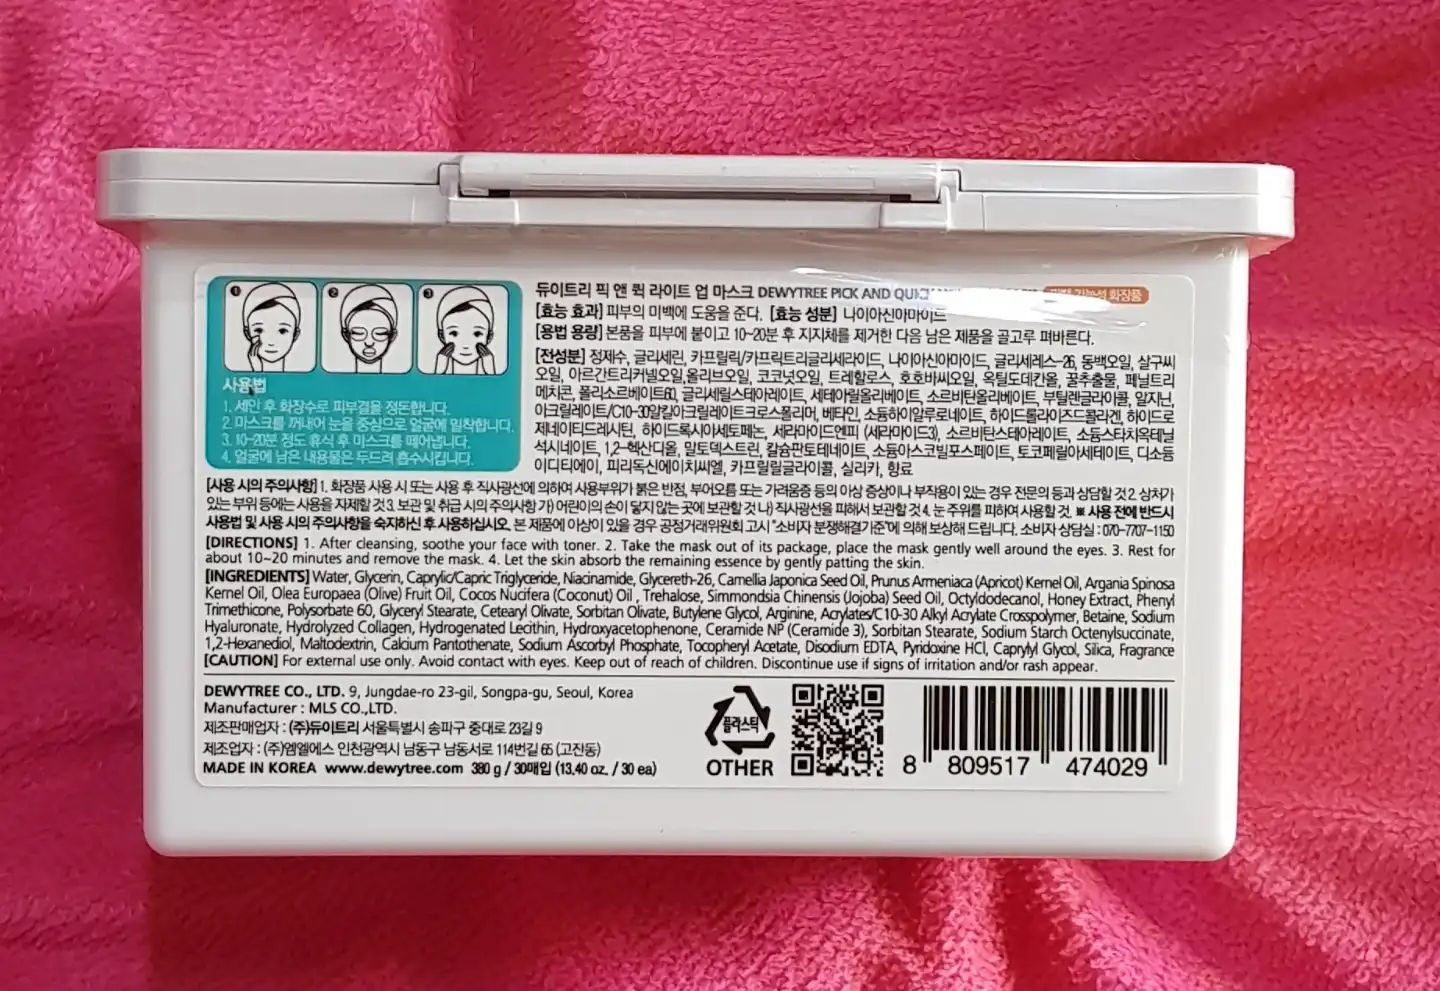 듀이트리 픽 앤 퀵 라이트 업 마스크 DEWYTREE PICK AND
[효능 효과] 피부의 미백에 도움을 준다. [효능 성분] 나이아신아마이드
[용법 용량] 본품을 피부에 붙이고 10~20분 후 지지체를 제거한 다음 남은 제품을 골고루 펴바른다.
[전성분] 정제수, 글리세린, 카프릴릭/카프릭트리글리세라이드, 나이아신아마이드, 글리세레스-26, 동백오일, 살구씨
오일, 아르간트리커넬오일,올리브오일, 코코넛오일, 트레할로스, 호호바씨오일, 옥틸도데칸올, 꿀추출물, 페닐트리
메치콘, 폴리소르베이트60, 글리세릴스테아레이트, 세테아릴올리베이트, 소르비탄올리베이트, 부틸렌글라이콜, 알지닌,
아크릴레이트/C10-30알킬아크릴레이트크로스폴리머, 베타인, 소듐하이알루로네이트, 하이드롤라이즈드콜라겐, 하이드로
제네이티드레시틴, 하이드록시아세토페논, 세라마이드엔피 (세라마이드3), 소르비탄스테아레이트, 소듐스타치옥테닐
석시네이트, 1,2-헥산디올, 말토덱스트린, 칼슘판토테네이트, 소듐아스코빌포스페이트, 토코페릴아세테이트, 디소듐
이디티에이, 피리독신에이치씨엘, 카프릴릴글라이콜, 실리카, 향료
1
2
3
사용법
1. 세안 후 화장수로 피부결을 정돈합니다.
2. 마스크를 꺼내어 눈을 중심으로 얼굴에 밀착합니다.
3. 10-20분 정도 휴식 후 마스크를 떼어냅니다.
4. 얼굴에 남은 내용물은 두드려 흡수시킵니다.
[사용 시의 주의사항] 1. 화장품 사용 시 또는 사용 후 직사광선에 의하여 사용부위가 붉은 반점, 부어오름 또는 가려움증 등의 이상 증상이나 부작용이 있는 경우 전문의 등과 상담할 것 2. 상처가
있는 부위 등에는 사용을 자제할 것 3. 보관 및 취급 시의 주의사항 가) 어린이의 손이 닿지 않는 곳에 보관할 것 나) 직사광선을 피해서 보관할 것 4. 눈 주위를 피하여 사용할 것. ※ 사용 전에 반드시
사용법 및 사용 시의 주의사항을 숙지하신 후 사용하십시오. 본 제품에 이상이 있을 경우 공정거래위원회 고시 "소비자 분쟁해결기준"에 의해 보상해 드립니다. 소비자 상담실 : 070-7707-1150
[DIRECTIONS] 1. After cleansing, soothe your face with toner. 2. Take the mask out of its package, place the mask gently well around the eyes. 3. Rest for
about 10~20 minutes and remove the mask. 4. Let the skin absorb the remaining essence by gently patting the skin.
[INGREDIENTS] Water, Glycerin, Caprylic/Capric Triglyceride, Niacinamide, Glycereth-26, Camellia Japonica Seed Oil, Prunus Armeniaca (Apricot) Kernel Oil, Argania Spinosa
Kernel Oil, Olea Europaea (Olive) Fruit Oil, Cocos Nucifera (Coconut) Oil , Trehalose, Simmondsia Chinensis (Jojoba) Seed Oil, Octyldodecanol, Honey Extract, Phenyl
Trimethicone, Polysorbate 60, Glyceryl Stearate, Cetearyl Olivate, Sorbitan Olivate, Butylene Glycol, Arginine, Acrylates/C10-30 Alkyl Acrylate Crosspolymer, Betaine, Sodium
Hyaluronate, Hydrolyzed Collagen, Hydrogenated Lecithin, Hydroxyacetophenone, Ceramide NP (Ceramide 3), Sorbitan Stearate, Sodium Starch Octenylsuccinate,
1,2-Hexanediol, Maltodextrin, Calcium Pantothenate, Sodium Ascorbyl Phosphate, Tocopheryl Acetate, Disodium EDTA, Pyridoxine HCl, Caprylyl Glycol, Silica, Fragrance
[CAUTION] For external use only. Avoid contact with eyes. Keep out of reach of children. Discontinue use if signs of irritation and/or rash appear.
DEWYTREE CO., LTD. 9, Jungdae-ro 23-gil, Songpa-gu, Seoul, Korea
Manufacturer : MLS CO.,LTD.
제조판매업자 : (주)듀이트리 서울특별시 송파구 중대로 23길 9
제조업자 : (주)엠엘에스 인천광역시 남동구 남동서로 114번길 65 (고잔동)
MADE IN KOREA www.dewytree.com 380 g / 30매입 (13.40 oz. / 30 ea)
플라스틱
OTHER
8 809517 474029